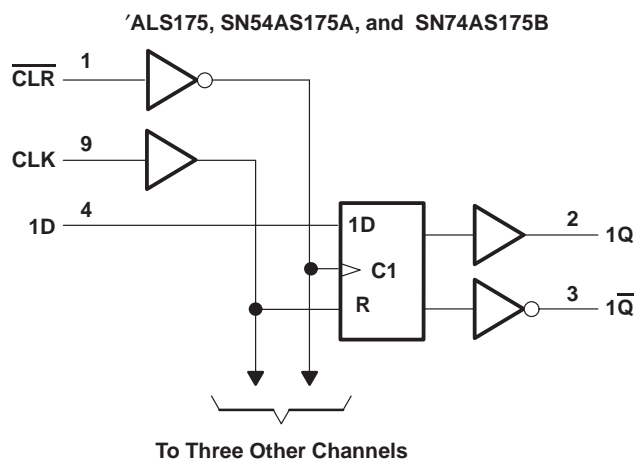 ′ALS175, SN54AS175A, and SN74AS175B
1
C̅L̅R̅
9
CLK
4
1D
1D
2
1Q
C1
R
3
1Q̅
To Three Other Channels